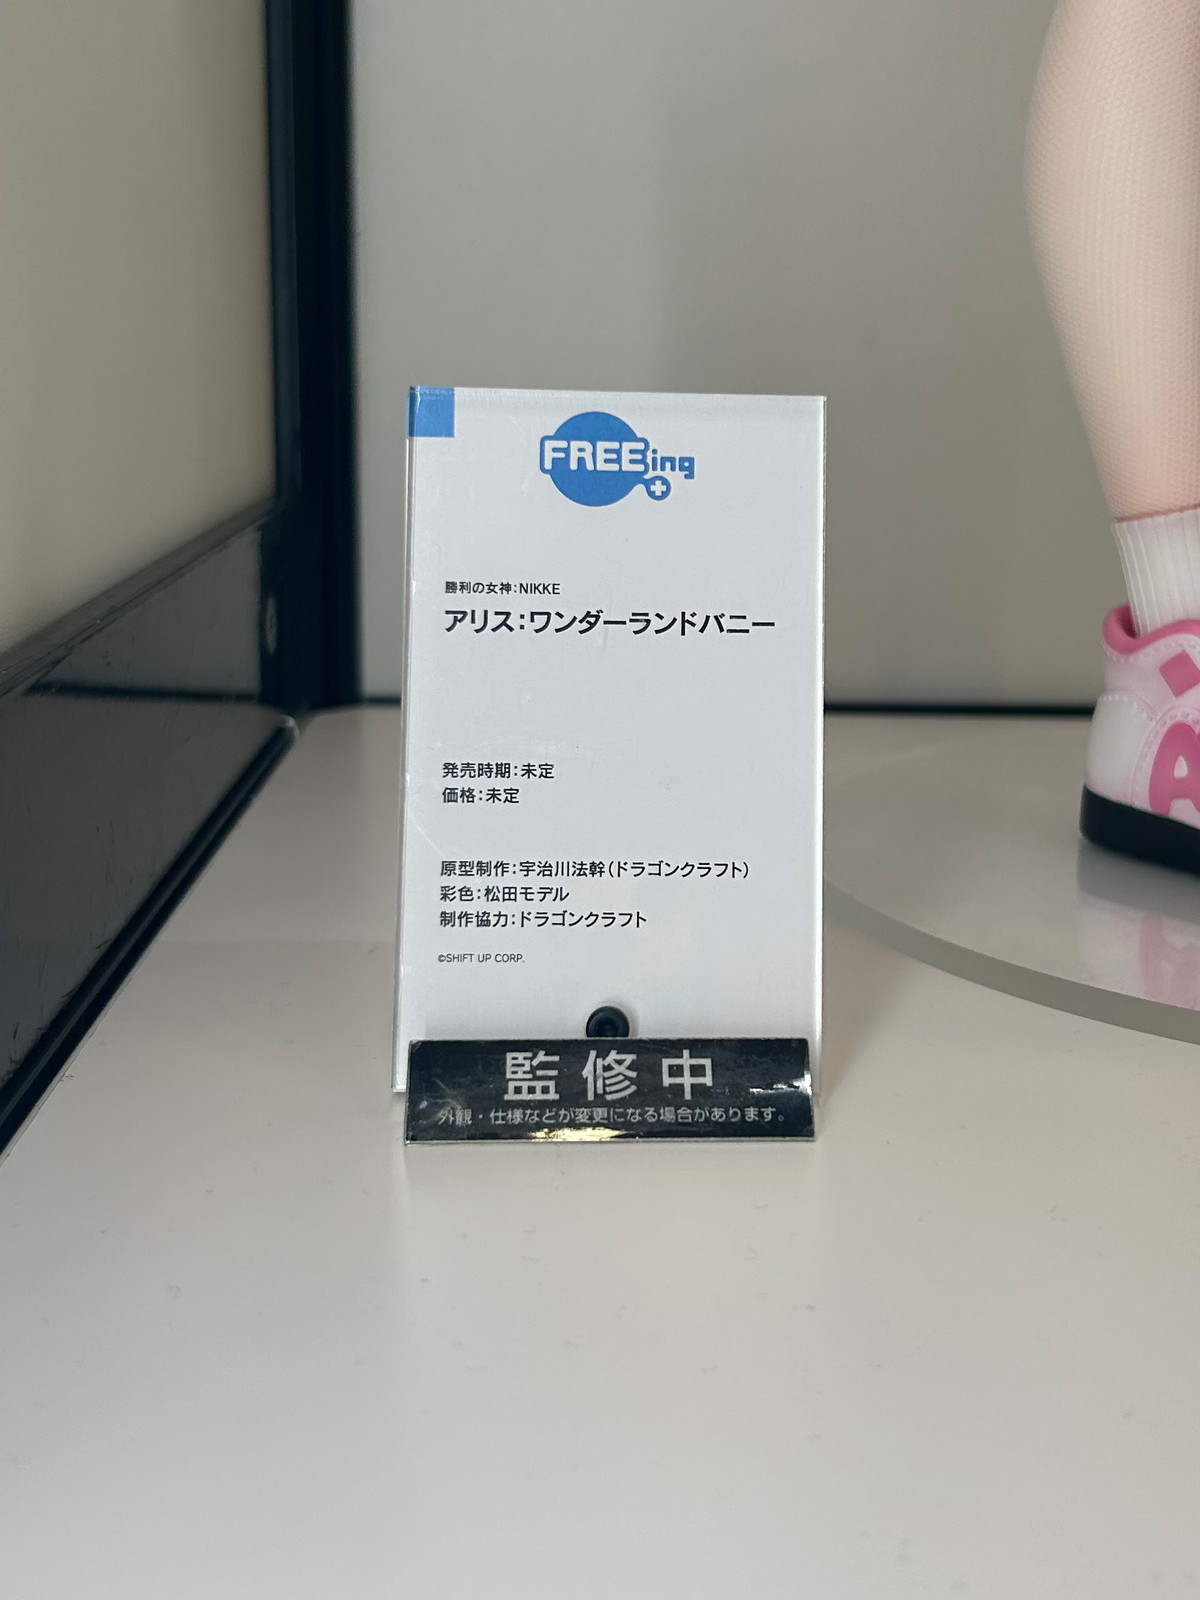 FREEing
勝利の女神：NIKKE
アリス：ワンダーランドバニー
発売時期：未定
価格：未定
原型制作：宇治川法幹（ドラゴンクラフト）
彩色：松田モデル
制作協力：ドラゴンクラフト
©SHIFT UP CORP.
監修中
外観・仕様などが変更になる場合があります。